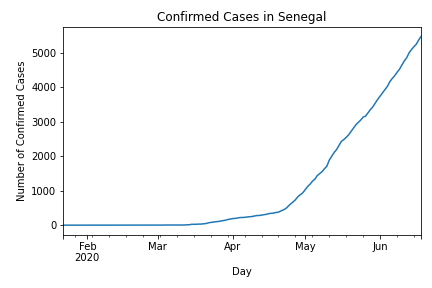 Confirmed Cases in Senegal
Number of Confirmed Cases
5000
4000
3000
2000
1000
0
Feb Mar Apr May Jun
2020
Day